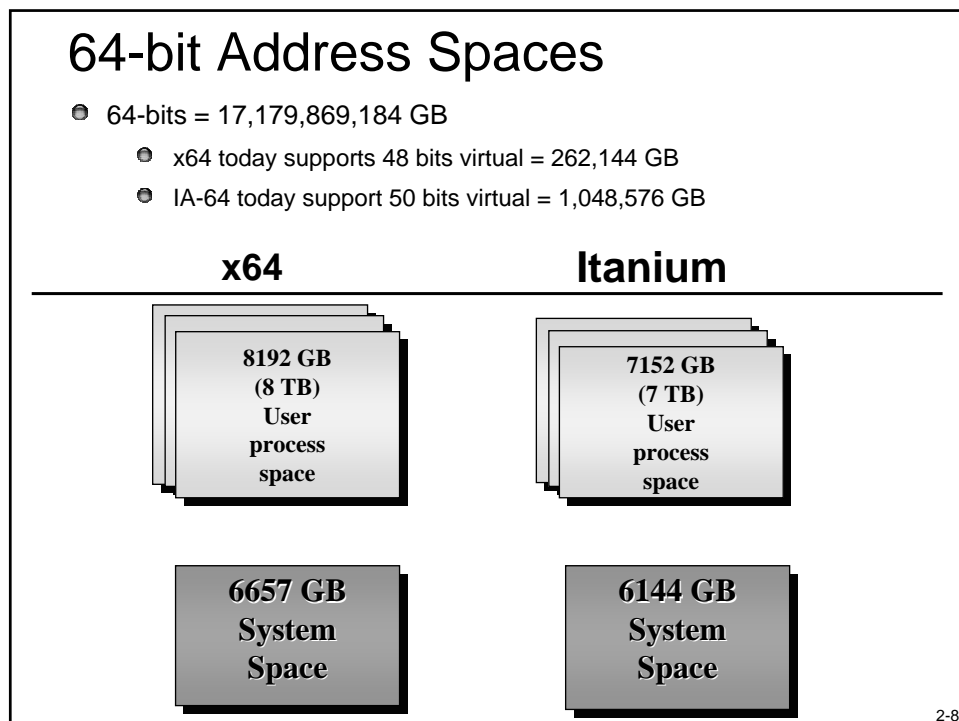 64-bit Address Spaces
64-bits = 17,179,869,184 GB
x64 today supports 48 bits virtual = 262,144 GB
IA-64 today support 50 bits virtual = 1,048,576 GB
x64
Itanium
8192 GB
(8 TB)
User
process
space
7152 GB
(7 TB)
User
process
space
6657 GB
System
Space
6144 GB
System
Space
2-8